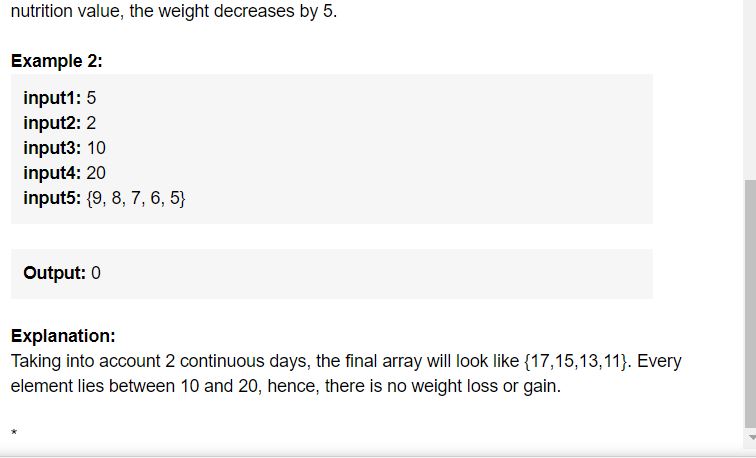 nutrition value, the weight decreases by 5.
Example 2:
input1: 5
input2: 2
input3: 10
input4: 20
input5: {9, 8, 7, 6, 5}
Output: 0
Explanation:
Taking into account 2 continuous days, the final array will look like {17,15,13,11}. Every
element lies between 10 and 20, hence, there is no weight loss or gain.
*